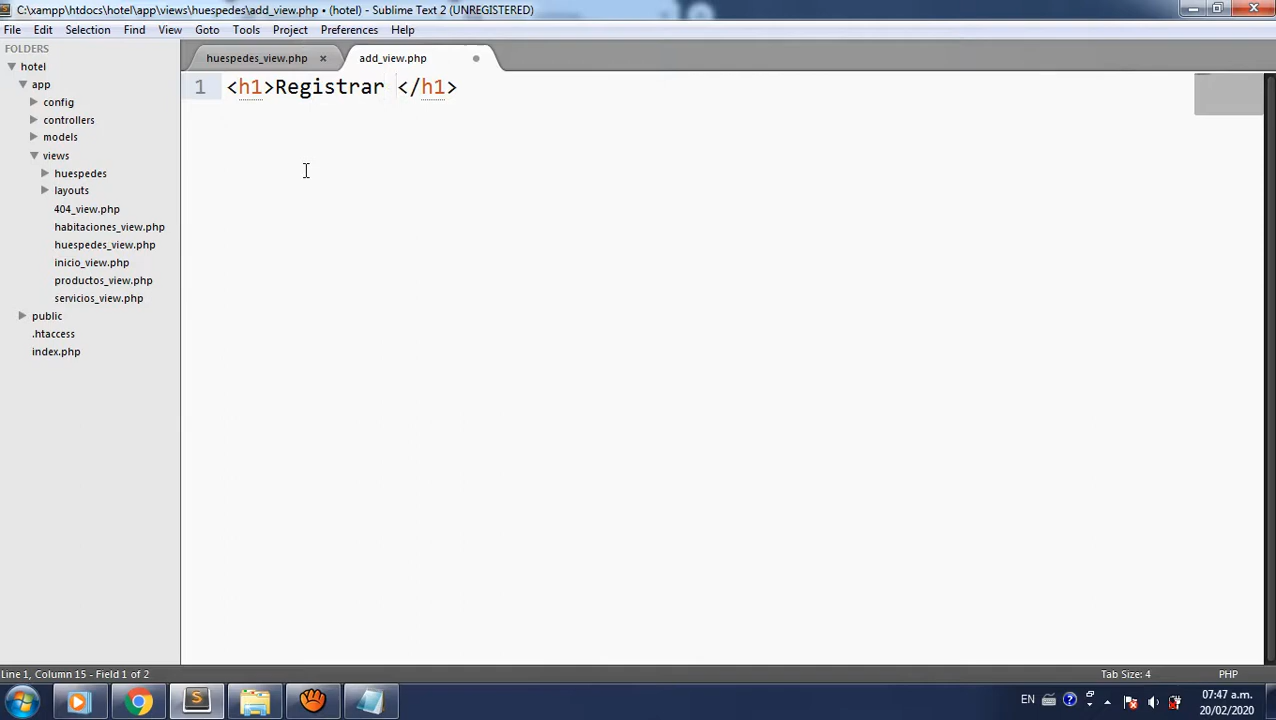 C:\xampp\htdocs\hotel\app\views\huespedes\add_view.php • (hotel) - Sublime Text 2 (UNREGISTERED)
File Edit Selection Find View Goto Tools Project Preferences Help
FOLDERS
hotel
app
config
controllers
models
views
huespedes
layouts
404_view.php
habitaciones_view.php
huespedes_view.php
inicio_view.php
productos_view.php
servicios_view.php
public
.htaccess
index.php
huespedes_view.php
add_view.php
1 <h1>Registrar </h1>
Line 1, Column 15 - Field 1 of 2
Tab Size: 4
PHP
EN
07:47 a.m.
20/02/2020